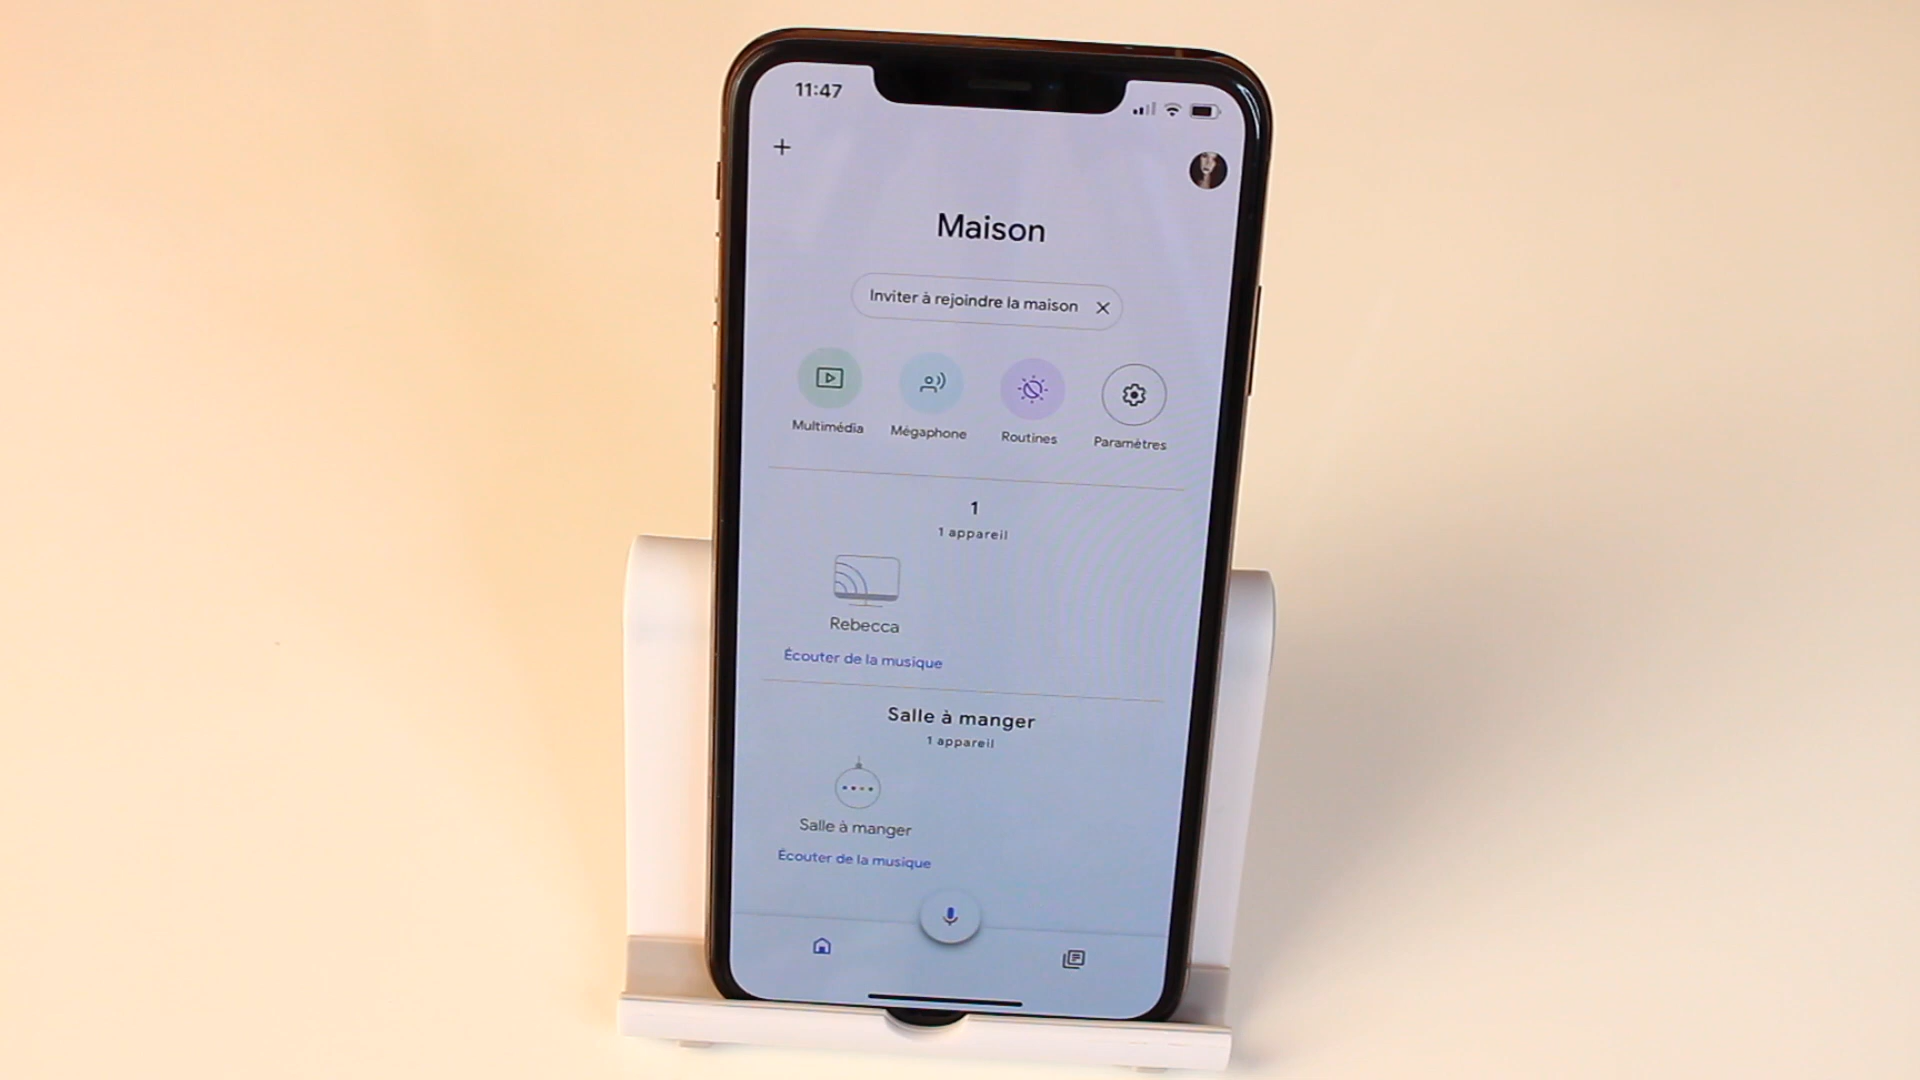 11:47
Maison
Inviter à rejoindre la maison
Multimédia
Mégaphone
Routines
Paramètres
1
1 appareil
Rebecca
Écouter de la musique
Salle à manger
1 appareil
Salle à manger
Écouter de la musique